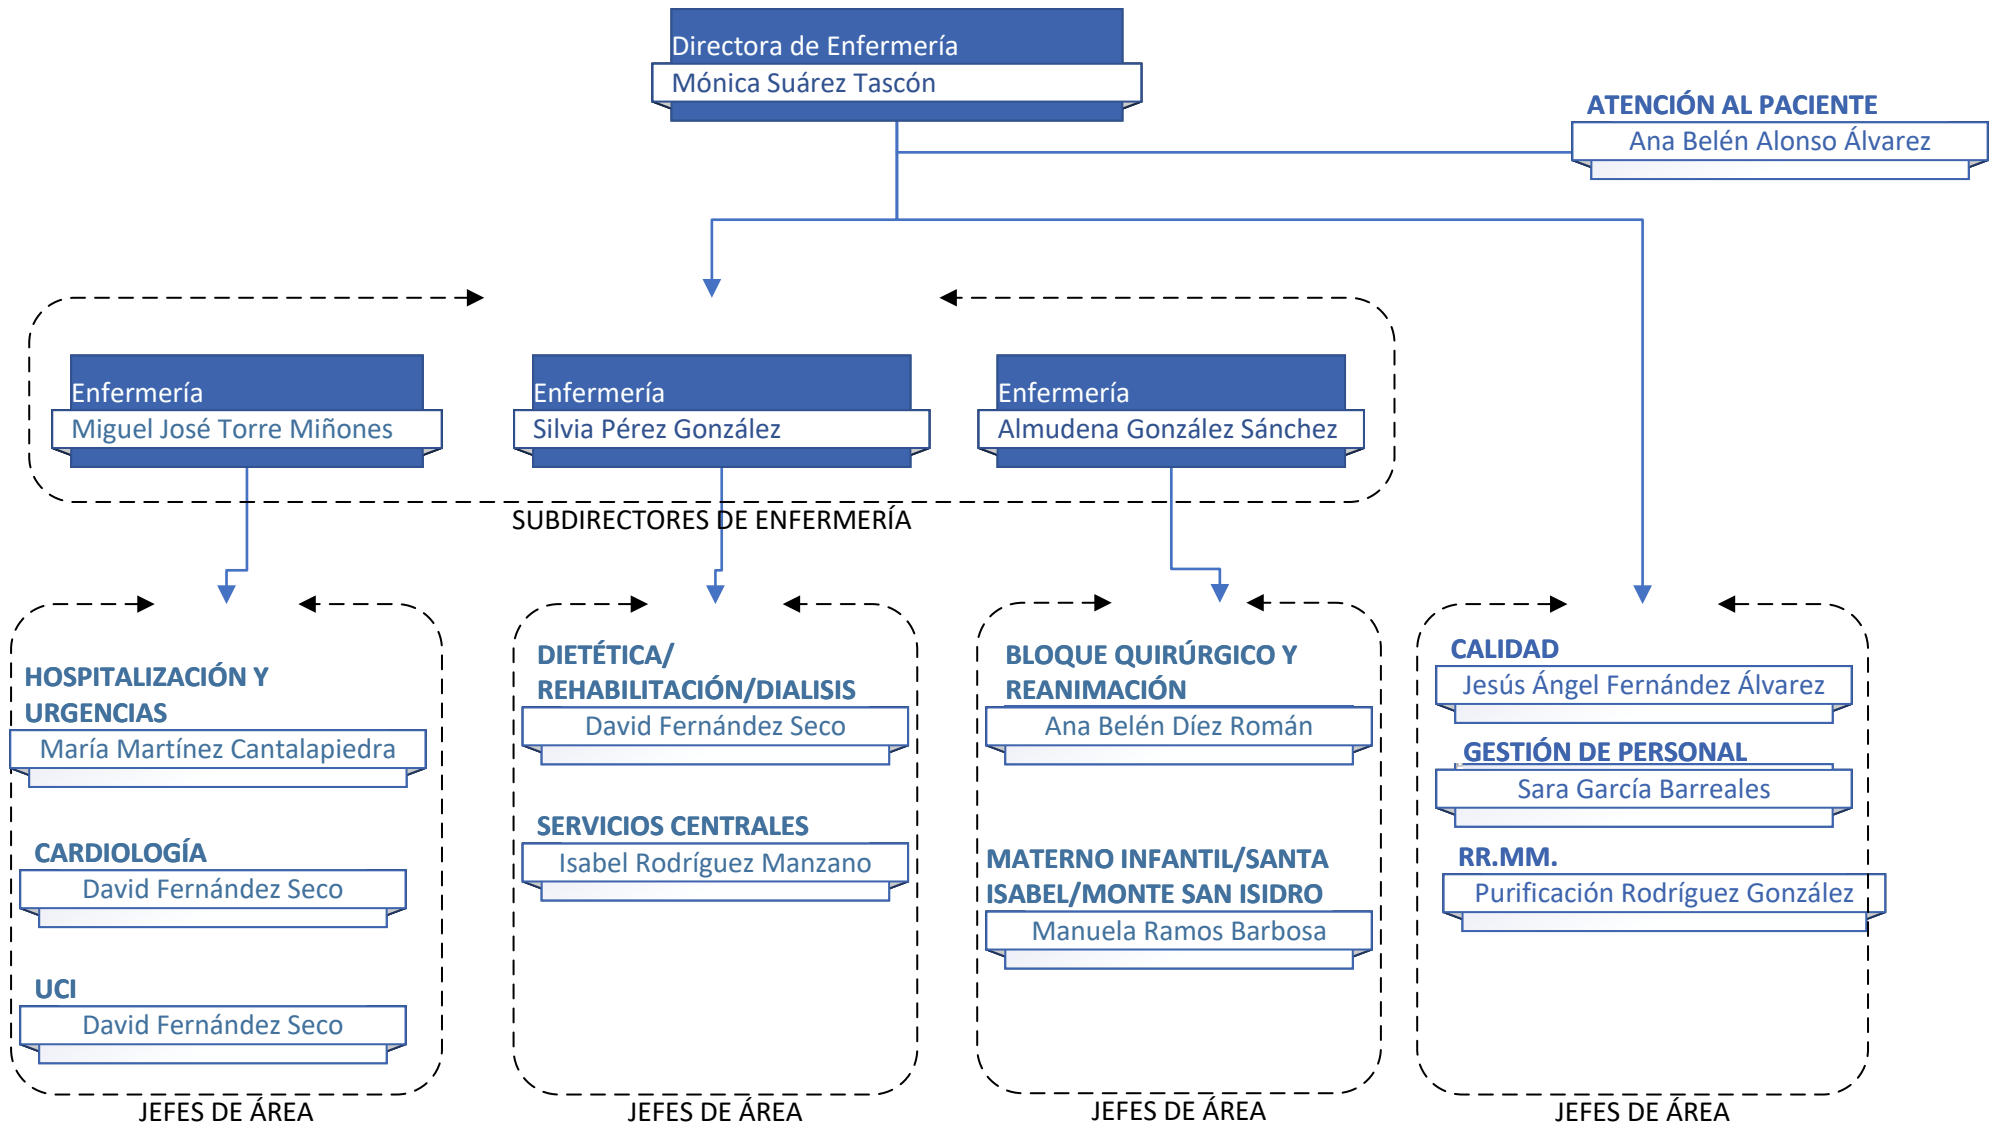 Directora de Enfermería
Mónica Suárez Tascón
ATENCIÓN AL PACIENTE
Ana Belén Alonso Álvarez
Enfermería
Miguel José Torre Miñones
Enfermería
Silvia Pérez González
Enfermería
Almudena González Sánchez
SUBDIRECTORES DE ENFERMERÍA
HOSPITALIZACIÓN Y
URGENCIAS
María Martínez Cantalapiedra
CARDIOLOGÍA
David Fernández Seco
UCI
David Fernández Seco
JEFES DE ÁREA
DIETÉTICA/
REHABILITACIÓN/DIALISIS
David Fernández Seco
SERVICIOS CENTRALES
Isabel Rodríguez Manzano
JEFES DE ÁREA
BLOQUE QUIRÚRGICO Y
REANIMACIÓN
Ana Belén Díez Román
MATERNO INFANTIL/SANTA
ISABEL/MONTE SAN ISIDRO
Manuela Ramos Barbosa
JEFES DE ÁREA
CALIDAD
Jesús Ángel Fernández Álvarez
GESTIÓN DE PERSONAL
Sara García Barreales
RR.MM.
Purificación Rodríguez González
JEFES DE ÁREA